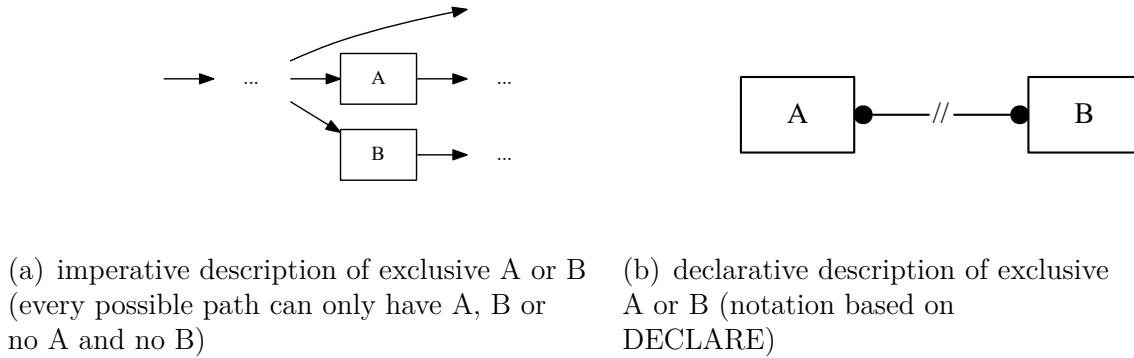 ... A ...
B ...
A // B
(a) imperative description of exclusive A or B
(every possible path can only have A, B or
no A and no B)
(b) declarative description of exclusive
A or B (notation based on
DECLARE)